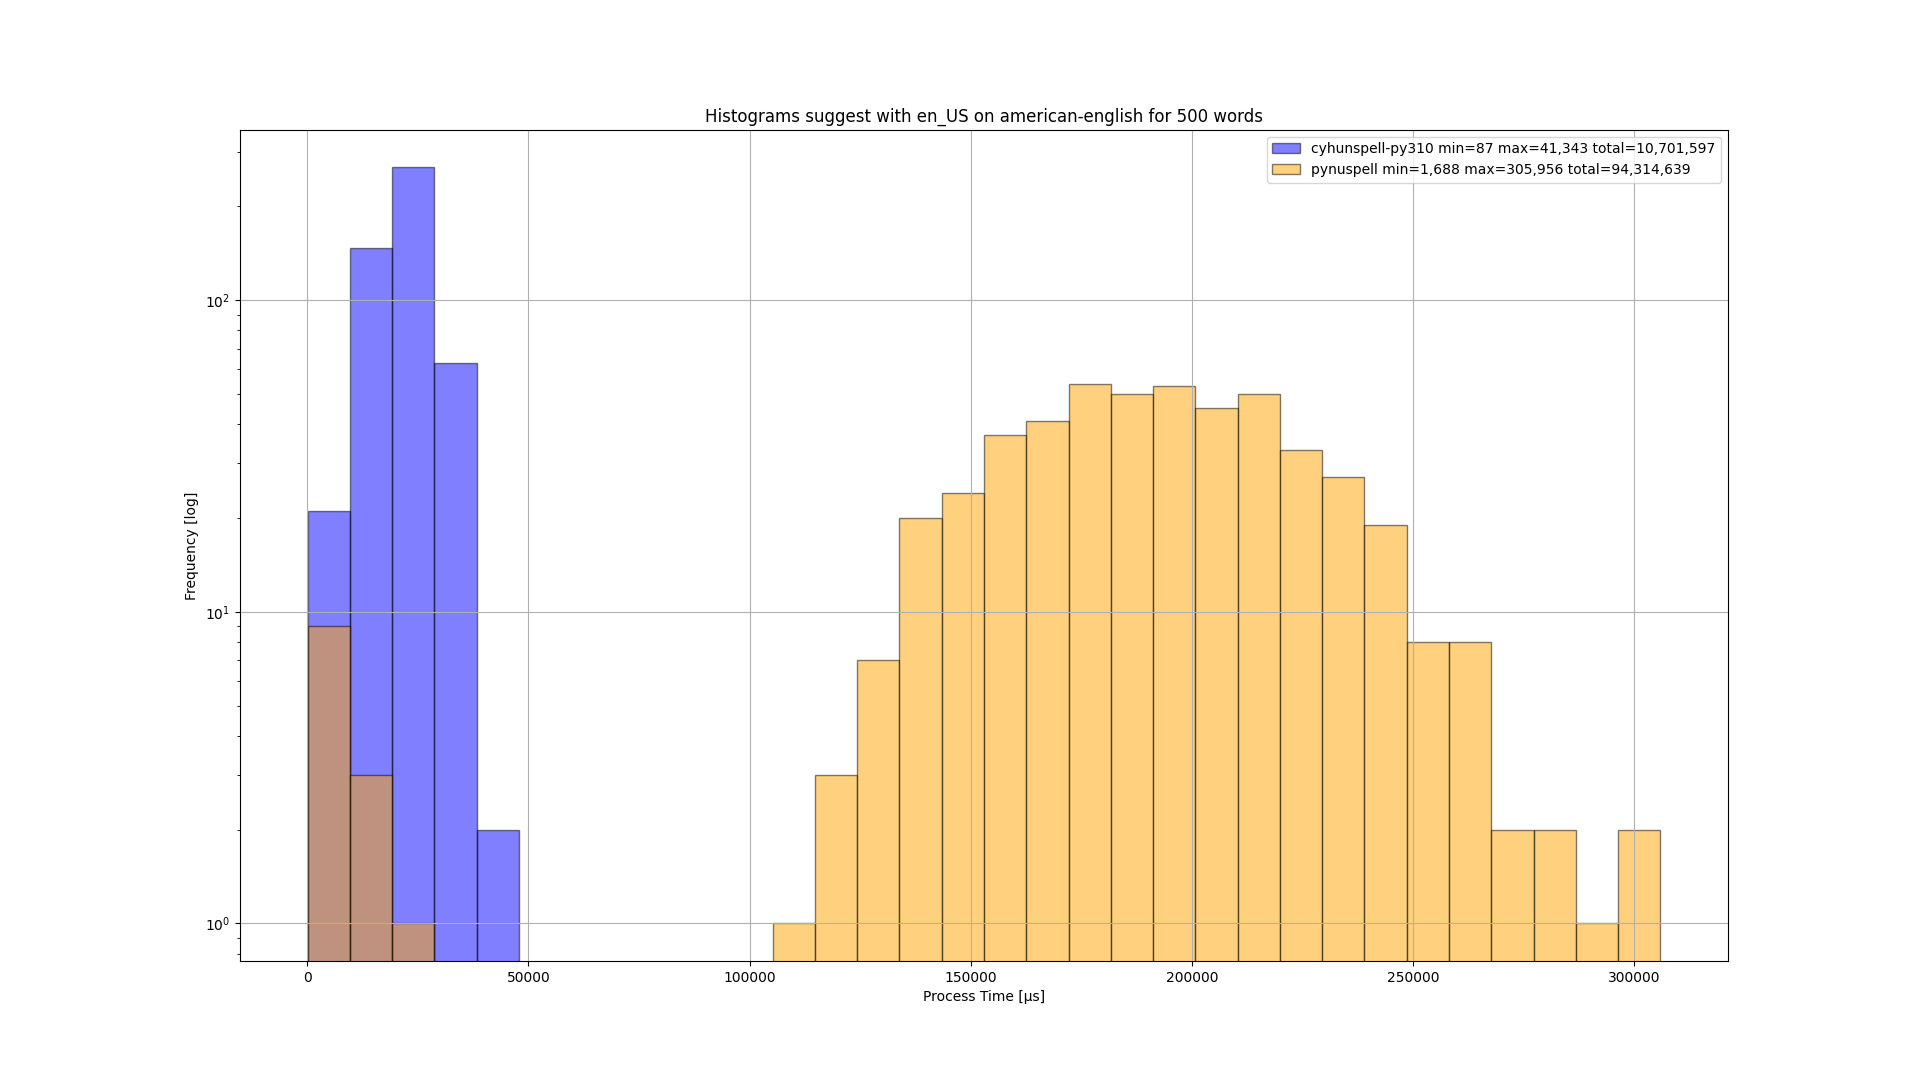 Histograms suggest with en_US on american-english for 500 words
cyhunspell-py310 min=87 max=41,343 total=10,701,597
pynuspell min=1,688 max=305,956 total=94,314,639
Frequency [log]
10²
10¹
10⁰
0 50000 100000 150000 200000 250000 300000
Process Time [µs]